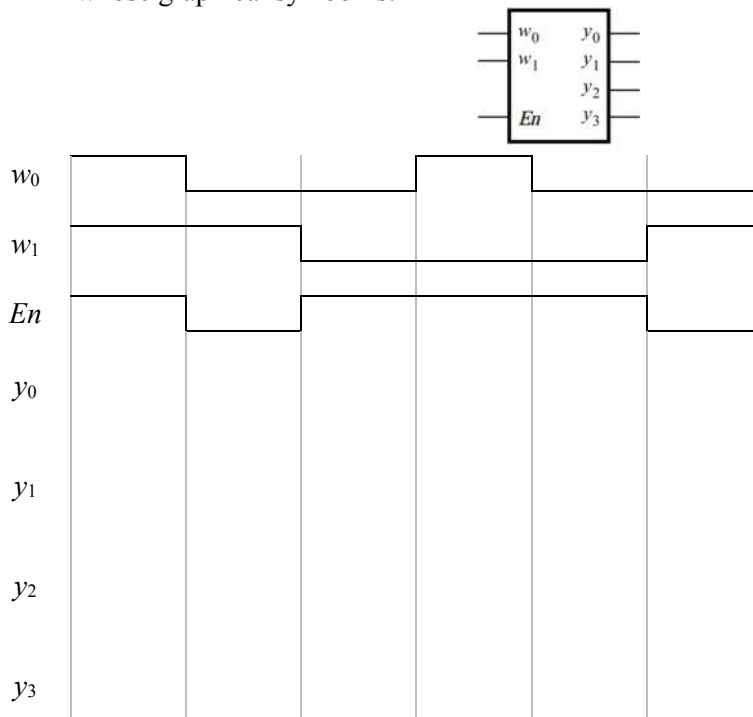 w₀ y₀
w₁ y₁
y₂
En y₃
w₀
w₁
En
y₀
y₁
y₂
y₃